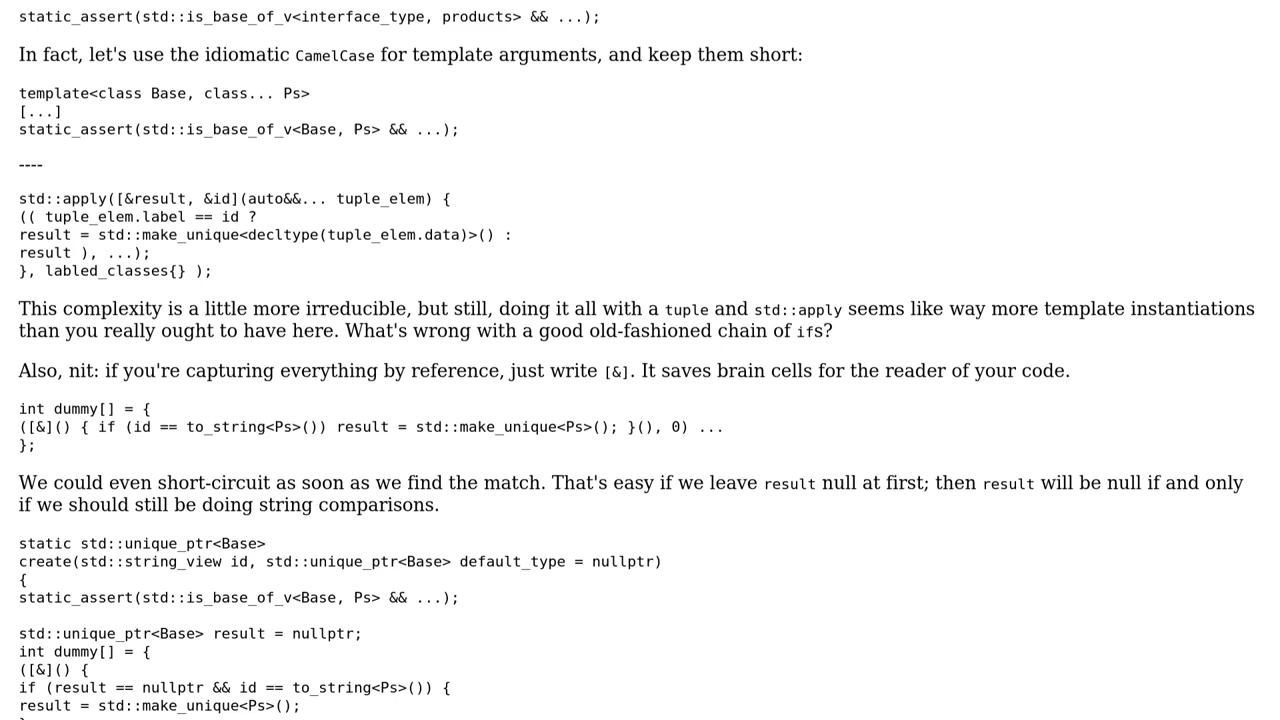 static_assert(std::is_base_of_v<interface_type, products> && ...);
In fact, let's use the idiomatic CamelCase for template arguments, and keep them short:
template<class Base, class... Ps>
[...]
static_assert(std::is_base_of_v<Base, Ps> && ...);
----
std::apply([&result, &id](auto&&... tuple_elem) {
(( tuple_elem.label == id ?
result = std::make_unique<decltype(tuple_elem.data)>() :
result ), ...);
}, labled_classes{} );
This complexity is a little more irreducible, but still, doing it all with a tuple and std::apply seems like way more template instantiations
than you really ought to have here. What's wrong with a good old-fashioned chain of ifs?
Also, nit: if you're capturing everything by reference, just write [&]. It saves brain cells for the reader of your code.
int dummy[] = {
([&]() { if (id == to_string<Ps>()) result = std::make_unique<Ps>(); }(), 0) ...
};
We could even short-circuit as soon as we find the match. That's easy if we leave result null at first; then result will be null if and only
if we should still be doing string comparisons.
static std::unique_ptr<Base>
create(std::string_view id, std::unique_ptr<Base> default_type = nullptr)
{
static_assert(std::is_base_of_v<Base, Ps> && ...);
std::unique_ptr<Base> result = nullptr;
int dummy[] = {
([&]() {
if (result == nullptr && id == to_string<Ps>()) {
result = std::make_unique<Ps>();